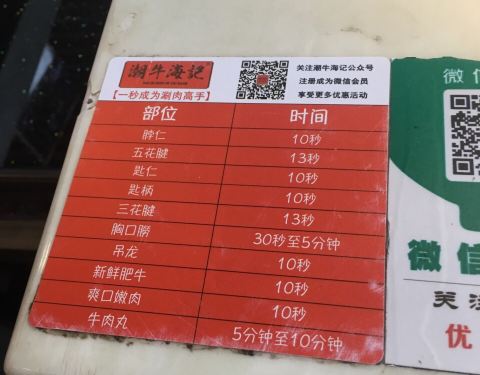 潮牛海记
【一秒成为涮肉高手】
关注潮牛海记公众号
注册成为微信会员
享受更多优惠活动
部位 时间
脖仁 10秒
五花腱 13秒
匙仁 10秒
匙柄 10秒
三花腱 13秒
胸口朥 30秒至5分钟
吊龙 10秒
新鲜肥牛 10秒
爽口嫩肉 10秒
牛肉丸 5分钟至10分钟
微信
微信
关注
优